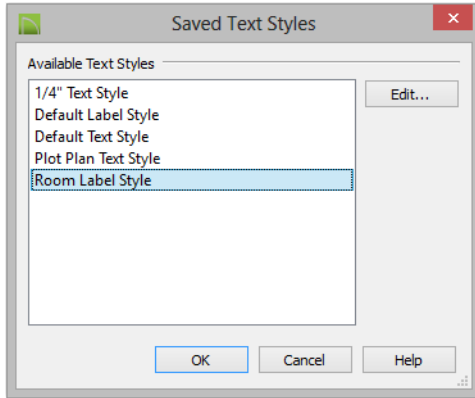 Saved Text Styles
Available Text Styles
1/4" Text Style
Default Label Style
Default Text Style
Plot Plan Text Style
Room Label Style
Edit...
OK Cancel Help